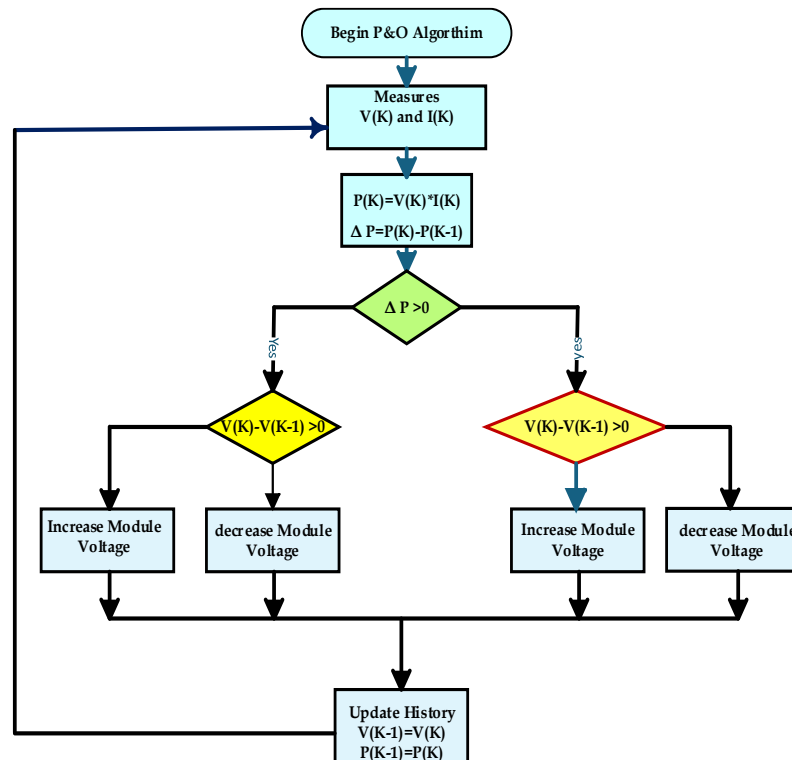 Begin P&O Algorthim
Measures
V(K) and I(K)
P(K)=V(K)*I(K)
Δ P=P(K)-P(K-1)
Δ P >0
Yes
yes
V(K)-V(K-1) >0
V(K)-V(K-1) >0
Increase Module
Voltage
decrease Module
Voltage
Increase Module
Voltage
decrease Module
Voltage
Update History
V(K-1)=V(K)
P(K-1)=P(K)